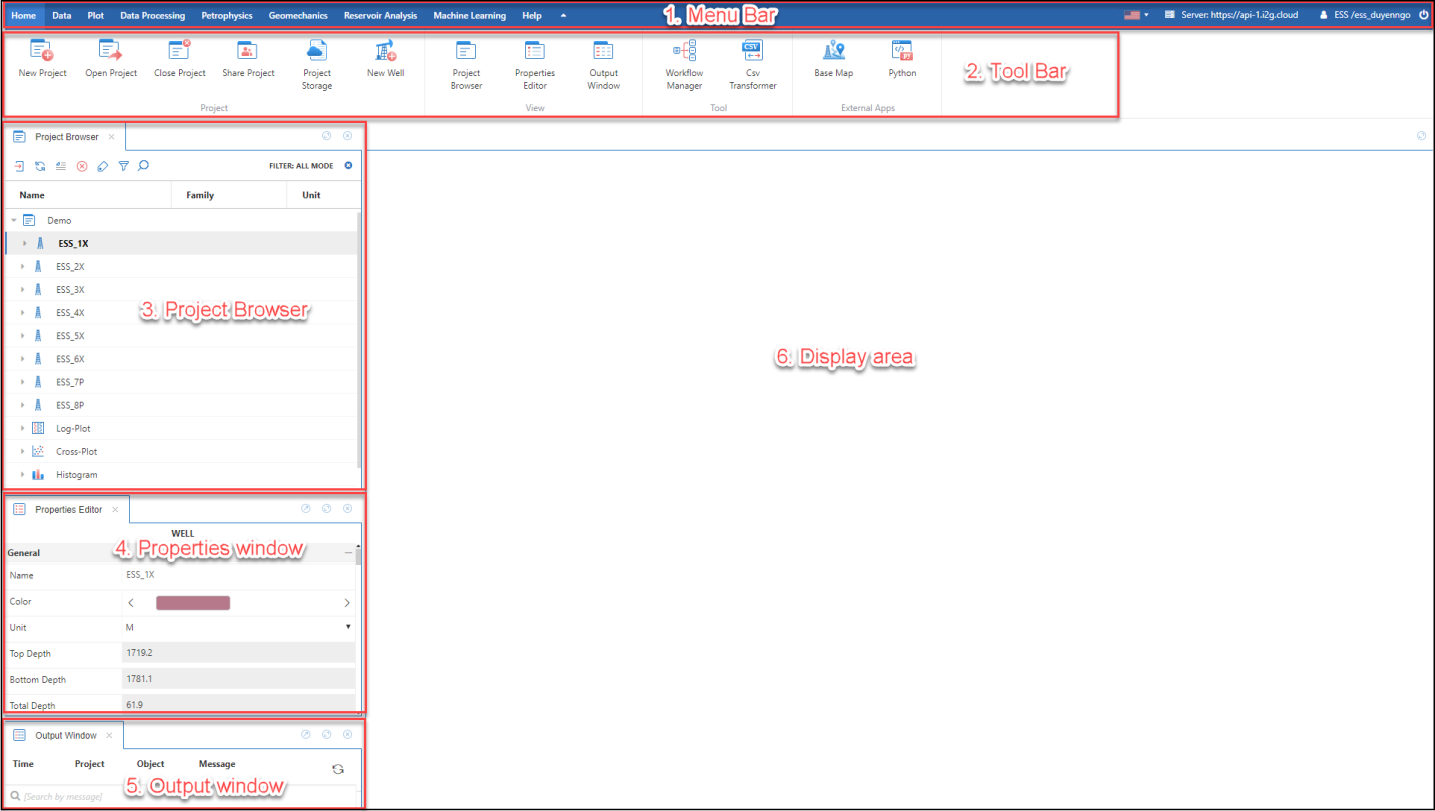 Home Data Plot Data Processing Petrophysics Geomechanics Reservoir Analysis Machine Learning Help 1. Menu Bar Server: https://api-1.i2g.cloud ESS /ess_duyenngo
New Project Open Project Close Project Share Project Project Storage New Well Project Browser Properties Editor Output Window Workflow Manager CSV Csv Transformer Base Map Python 2. Tool Bar
Project View Tool External Apps
Project Browser
FILTER: ALL MODE
Name Family Unit
Demo
ESS_1X
ESS_2X
ESS_3X
3. Project Browser
ESS_4X
ESS_5X
ESS_6X
ESS_7P
ESS_8P
Log-Plot
Cross-Plot
Histogram
6. Display area
Properties Editor
WELL
4. Properties window
General
Name ESS_1X
Color
Unit M
Top Depth 1719.2
Bottom Depth 1781.1
Total Depth 61.9
Output Window
Time Project Object Message
5. Output window
[Search by message]